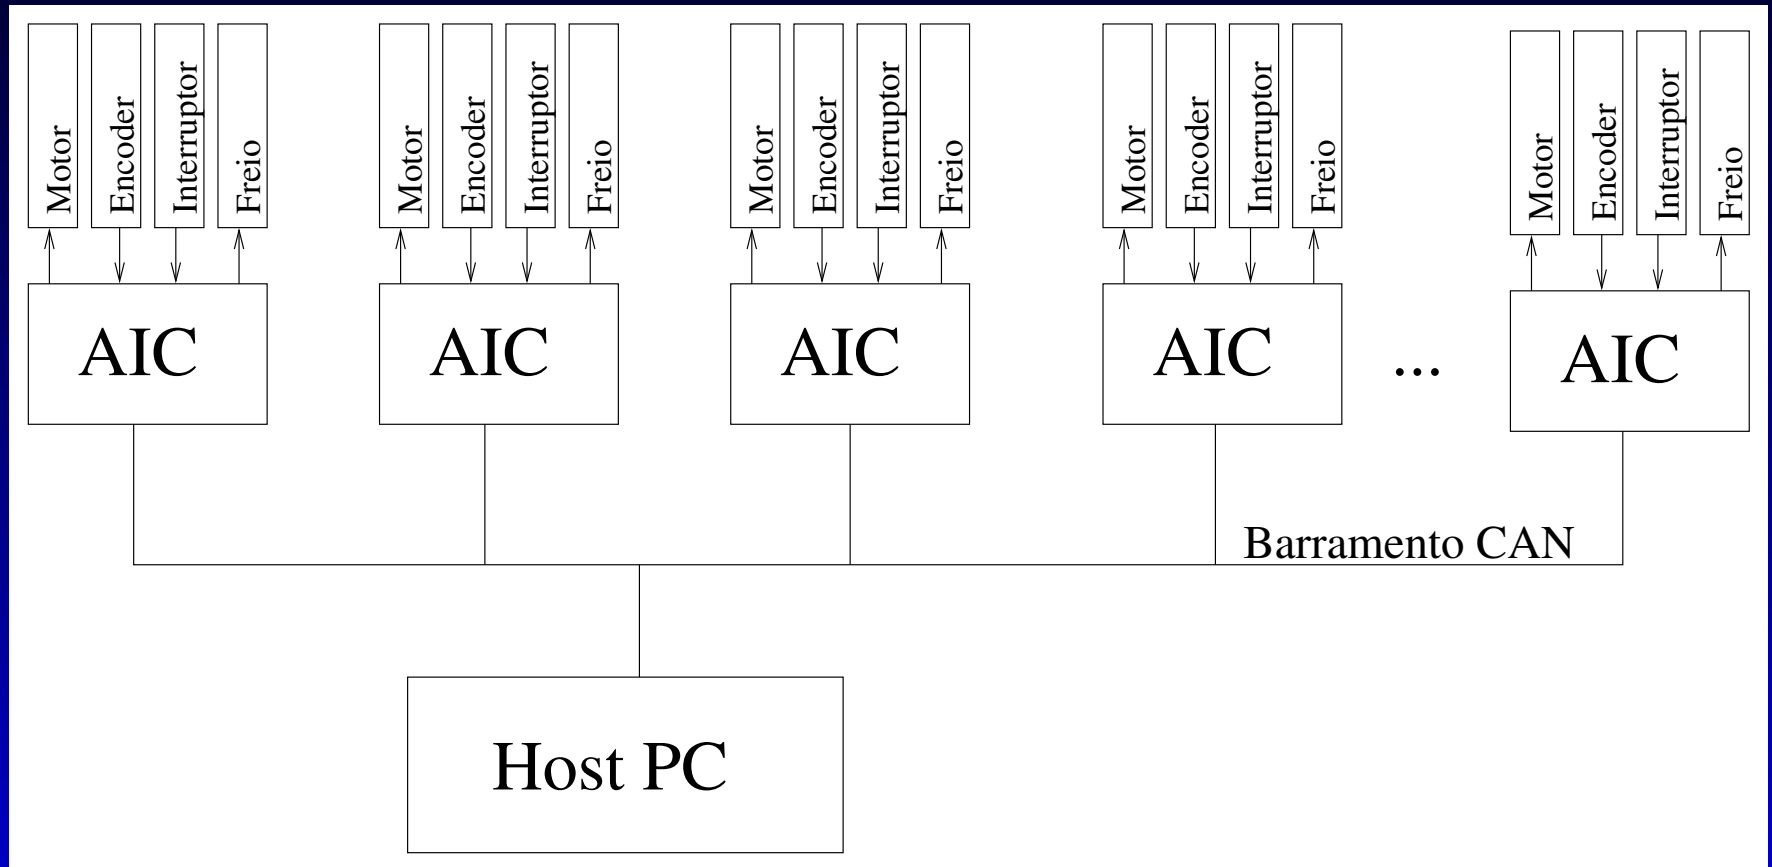 Motor
Encoder
Interruptor
Freio
Motor
Encoder
Interruptor
Freio
Motor
Encoder
Interruptor
Freio
Motor
Encoder
Interruptor
Freio
Motor
Encoder
Interruptor
Freio
AIC
AIC
AIC
AIC
...
AIC
Barramento CAN
Host PC